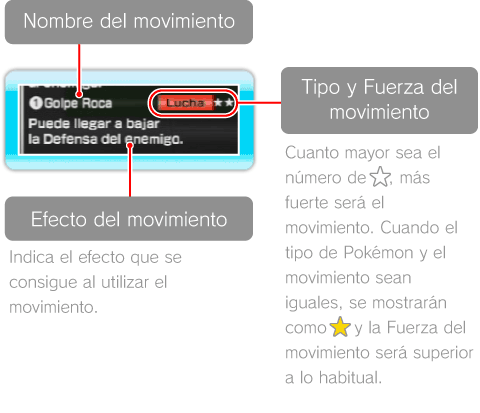 Nombre del movimiento
❶Golpe Roca
Lucha ★★
Puede llegar a bajar
la Defensa del enemigo.
Efecto del movimiento
Indica el efecto que se
consigue al utilizar el
movimiento.
Tipo y Fuerza del
movimiento
Cuanto mayor sea el
número de ☆, más
fuerte será el
movimiento. Cuando el
tipo de Pokémon y el
movimiento sean
iguales, se mostrarán
como ★ y la Fuerza del
movimiento será superior
a lo habitual.